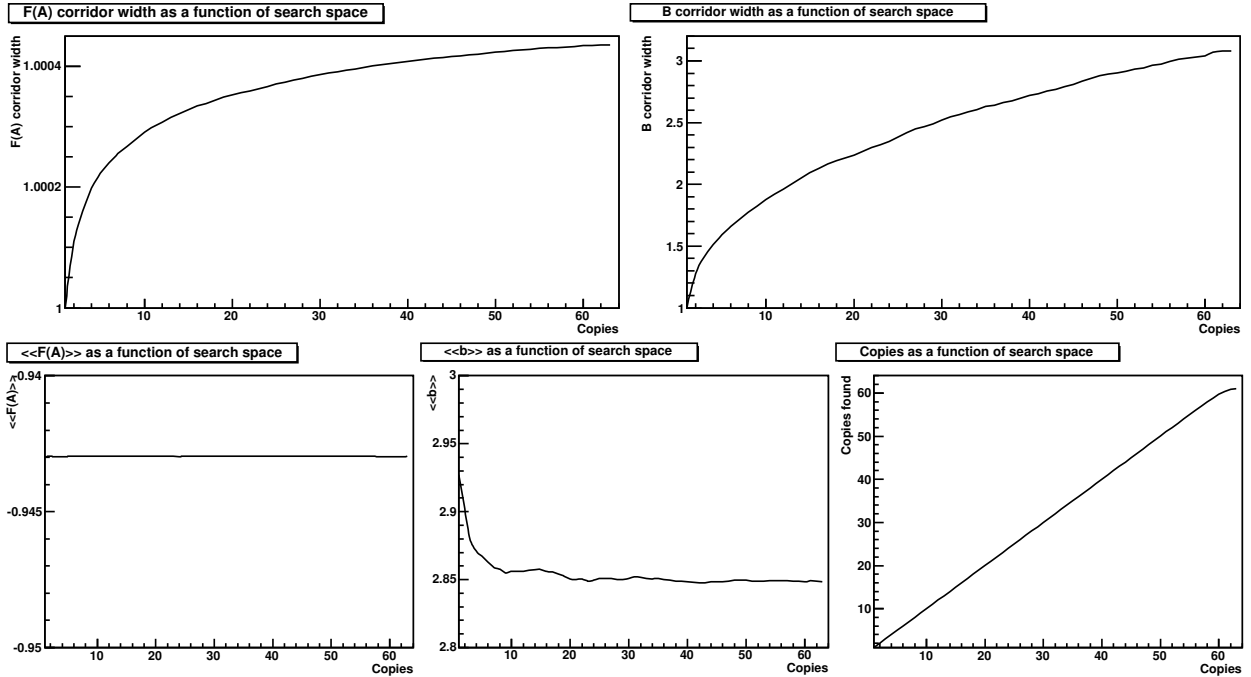 F(A) corridor width as a function of search space
F(A) corridor width
1.0004
1.0002
1
10 20 30 40 50 60
Copies
B corridor width as a function of search space
B corridor width
3
2.5
2
1.5
1
10 20 30 40 50 60
Copies
<<F(A)>> as a function of search space
<<F(A)>>
-0.94
-0.945
-0.95
10 20 30 40 50 60
Copies
<<b>> as a function of search space
<<b>>
3
2.95
2.9
2.85
2.8
10 20 30 40 50 60
Copies
Copies as a function of search space
Copies found
60
50
40
30
20
10
10 20 30 40 50 60
Copies